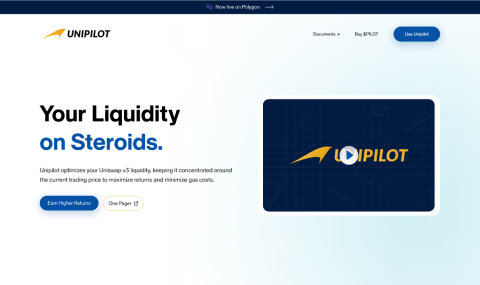 Now live on Polygon
UNIPILOT
Documents
Buy $PILOT
Use Unipilot
Your Liquidity
on Steroids.
Unipilot optimizes your Uniswap v3 liquidity, keeping it concentrated around
the current trading price to maximize returns and minimize gas costs.
Earn Higher Returns
One Pager
UNIPILOT